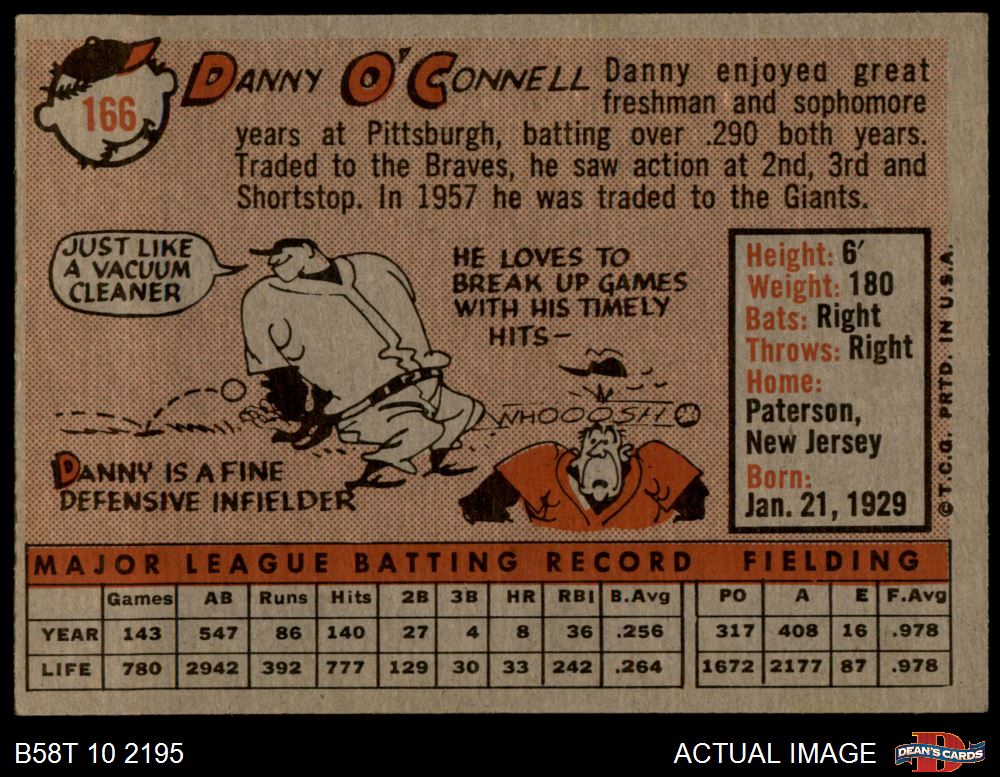 166
DANNY O'CONNELL
Danny enjoyed great
freshman and sophomore
years at Pittsburgh, batting over .290 both years.
Traded to the Braves, he saw action at 2nd, 3rd and
Shortstop. In 1957 he was traded to the Giants.
JUST LIKE
A VACUUM
CLEANER
HE LOVES TO
BREAK UP GAMES
WITH HIS TIMELY
HITS—
WHOOOSH
DANNY IS A FINE
DEFENSIVE INFIELDER
Height: 6'
Weight: 180
Bats: Right
Throws: Right
Home:
Paterson,
New Jersey
Born:
Jan. 21, 1929
© T.C.G. PRTD. IN U.S.A.
MAJOR LEAGUE BATTING RECORD FIELDING
Games AB Runs Hits 2B 3B HR RBI B.Avg PO A E F.Avg
YEAR 143 547 86 140 27 4 8 36 .256 317 408 16 .978
LIFE 780 2942 392 777 129 30 33 242 .264 1672 2177 87 .978
B58T 10 2195 ACTUAL IMAGE DEAN'S CARDS